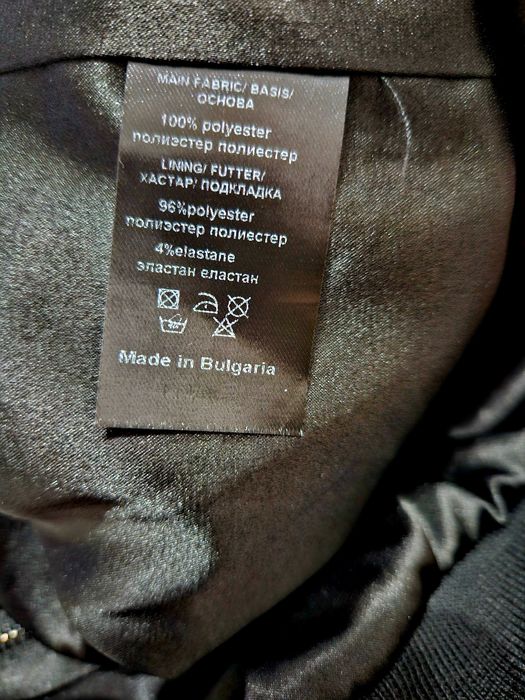 MAIN FABRIC/ BASIS/
ОСНОВА
100% polyester
полиэстер полиестер
LINING/ FUTTER/
ХАСТАР/ ПОДКЛАДКА
96%polyester
полиэстер полиестер
4%elastane
эластан еластан
Made in Bulgaria